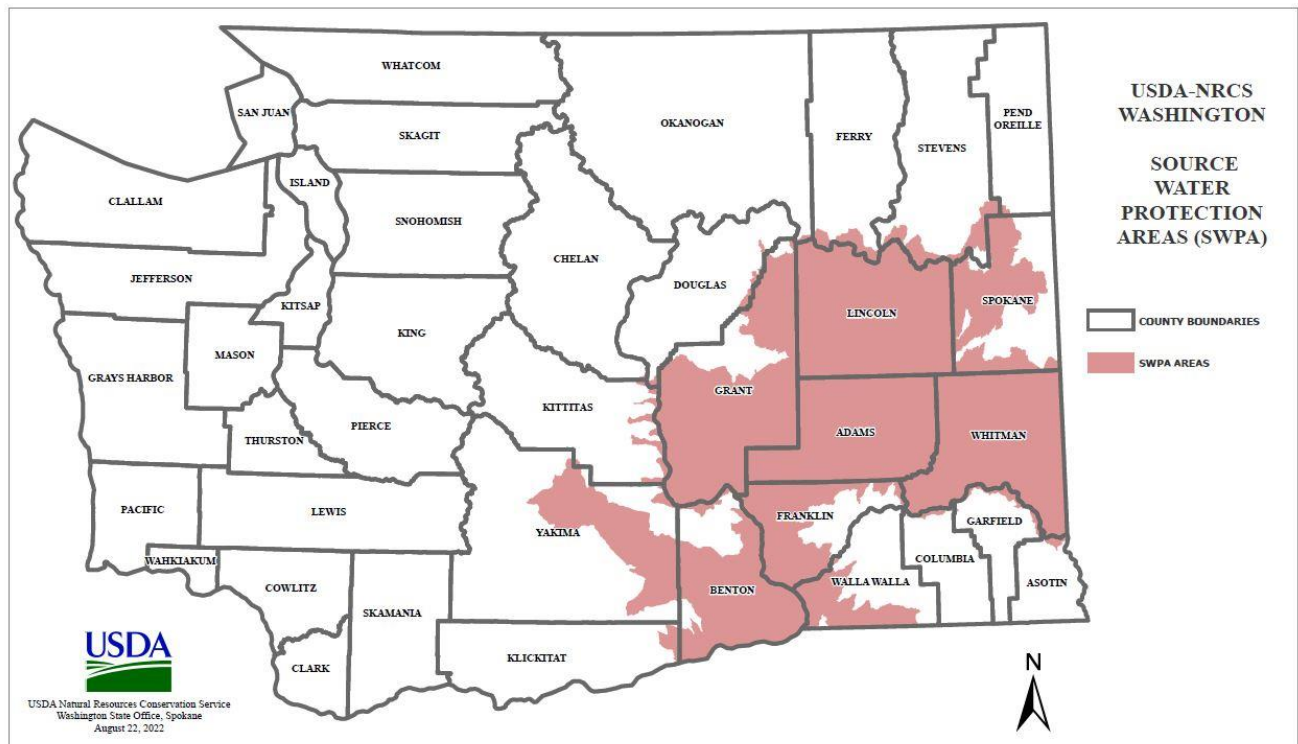 WHATCOM
SAN JUAN
SKAGIT
ISLAND
CLALLAM
SNOHOMISH
JEFFERSON
KITSAP
KING
MASON
GRAYS HARBOR
THURSTON
PIERCE
PACIFIC
LEWIS
WAHKIAKUM
COWLITZ
SKAMANIA
CLARK
OKANOGAN
FERRY
STEVENS
PEND
OREILLE
CHELAN
DOUGLAS
LINCOLN
SPOKANE
KITTITAS
GRANT
ADAMS
WHITMAN
YAKIMA
FRANKLIN
GARFIELD
COLUMBIA
BENTON
WALLA WALLA
ASOTIN
KLICKITAT
USDA-NRCS
WASHINGTON
SOURCE
WATER
PROTECTION
AREAS (SWPA)
COUNTY BOUNDARIES
SWPA AREAS
N
USDA
USDA Natural Resources Conservation Service
Washington State Office, Spokane
August 22, 2022